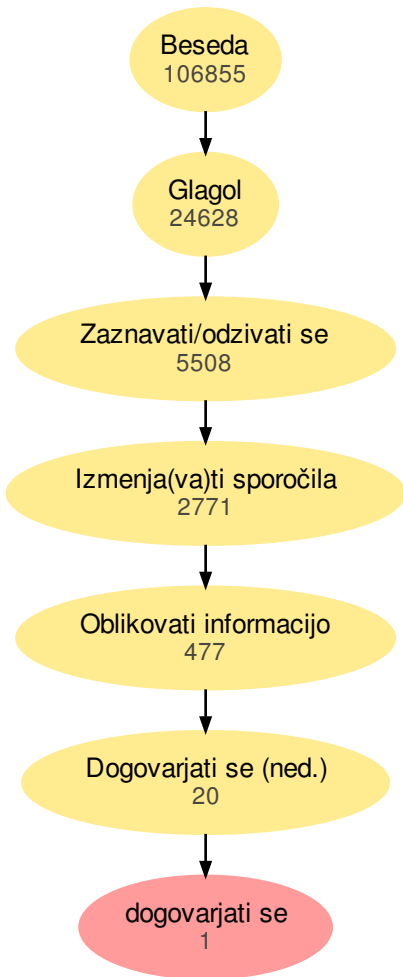 Beseda
106855
Glagol
24628
Zaznavati/odzivati se
5508
Izmenja(va)ti sporočila
2771
Oblikovati informacijo
477
Dogovarjati se (ned.)
20
dogovarjati se
1